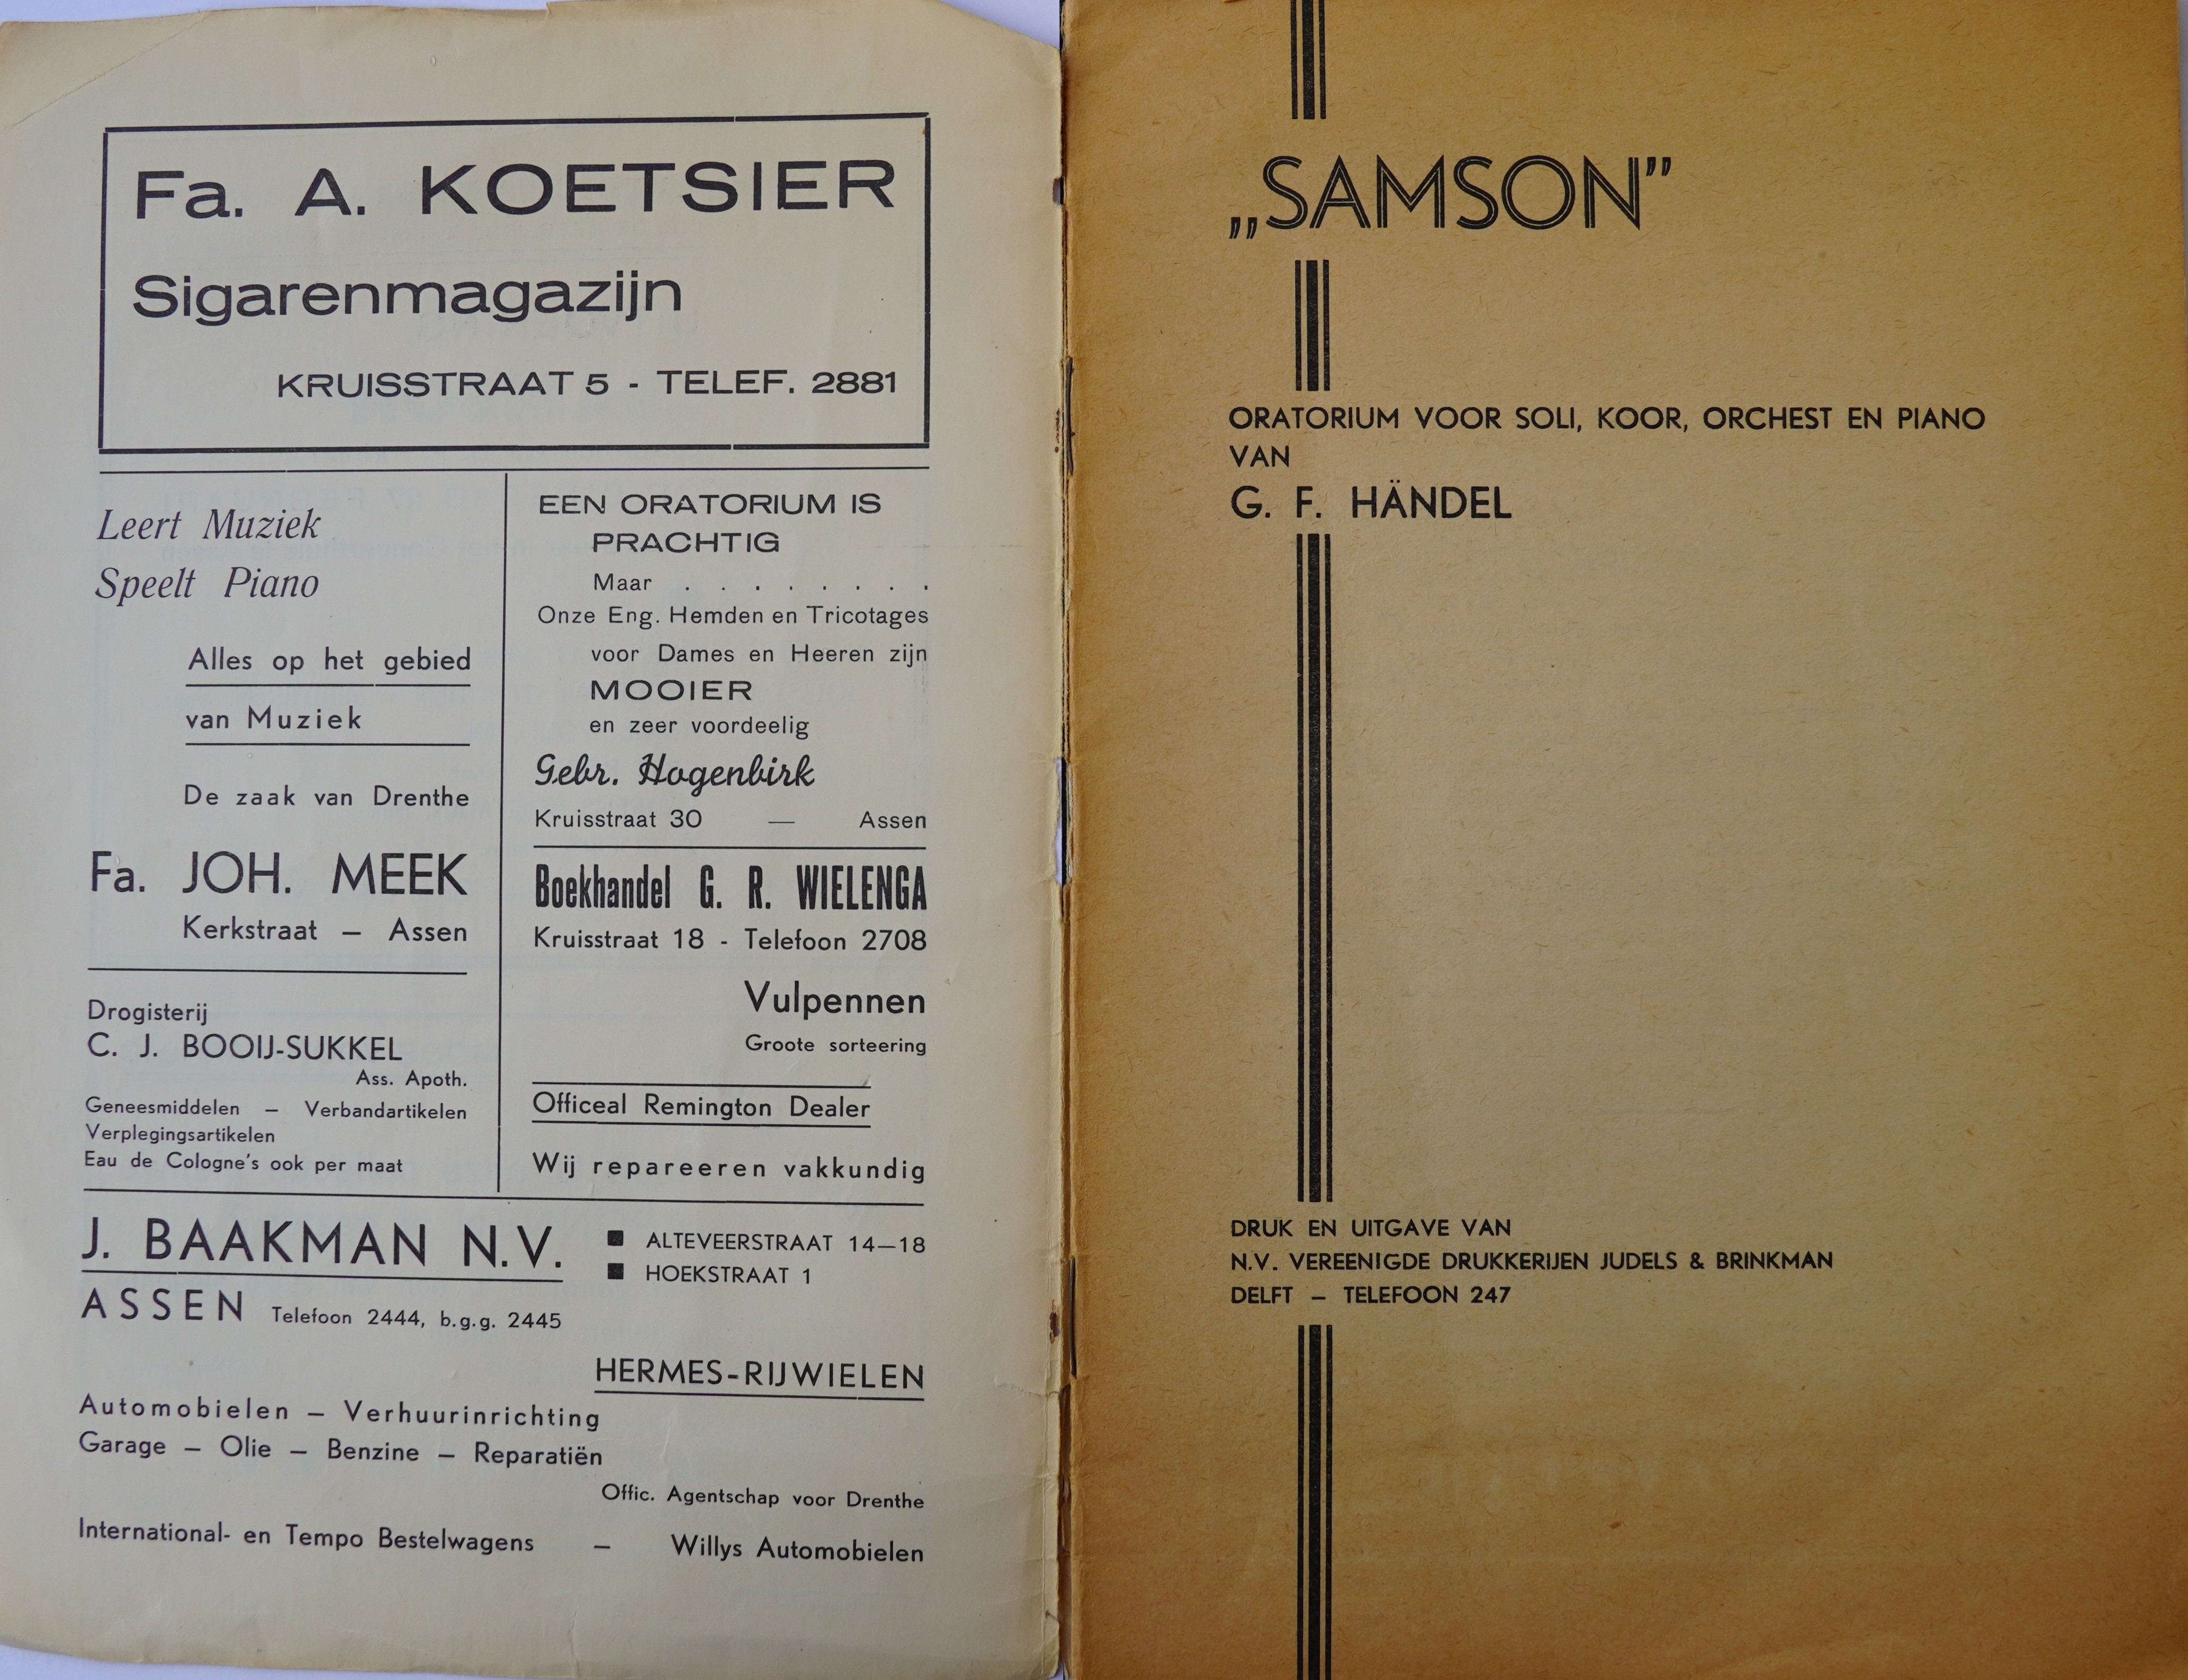 Fa. A. KOETSIER
Sigarenmagazijn
KRUISSTRAAT 5 - TELEF. 2881
Leert Muziek
Speelt Piano
Alles op het gebied
van Muziek
De zaak van Drenthe
Fa. JOH. MEEK
Kerkstraat — Assen
Drogisterij
C. J. BOOIJ-SUKKEL
Ass. Apoth.
Geneesmiddelen — Verbandartikelen
Verplegingsartikelen
Eau de Cologne's ook per maat
EEN ORATORIUM IS
PRACHTIG
Maar . . . . . . . .
Onze Eng. Hemden en Tricotages
voor Dames en Heeren zijn
MOOIER
en zeer voordeelig
Gebr. Hogenbirk
Kruisstraat 30 — Assen
Boekhandel G. R. WIELENGA
Kruisstraat 18 - Telefoon 2708
Vulpennen
Groote sorteering
Officeal Remington Dealer
Wij repareeren vakkundig
J. BAAKMAN N.V.
■ ALTEVEERSTRAAT 14—18
■ HOEKSTRAAT 1
ASSEN Telefoon 2444, b.g.g. 2445
HERMES-RIJWIELEN
Automobielen — Verhuurinrichting
Garage — Olie — Benzine — Reparatiën
Offic. Agentschap voor Drenthe
International- en Tempo Bestelwagens — Willys Automobielen
„SAMSON”
ORATORIUM VOOR SOLI, KOOR, ORCHEST EN PIANO
VAN
G. F. HÄNDEL
DRUK EN UITGAVE VAN
N.V. VEREENIGDE DRUKKERIJEN JUDELS & BRINKMAN
DELFT — TELEFOON 247